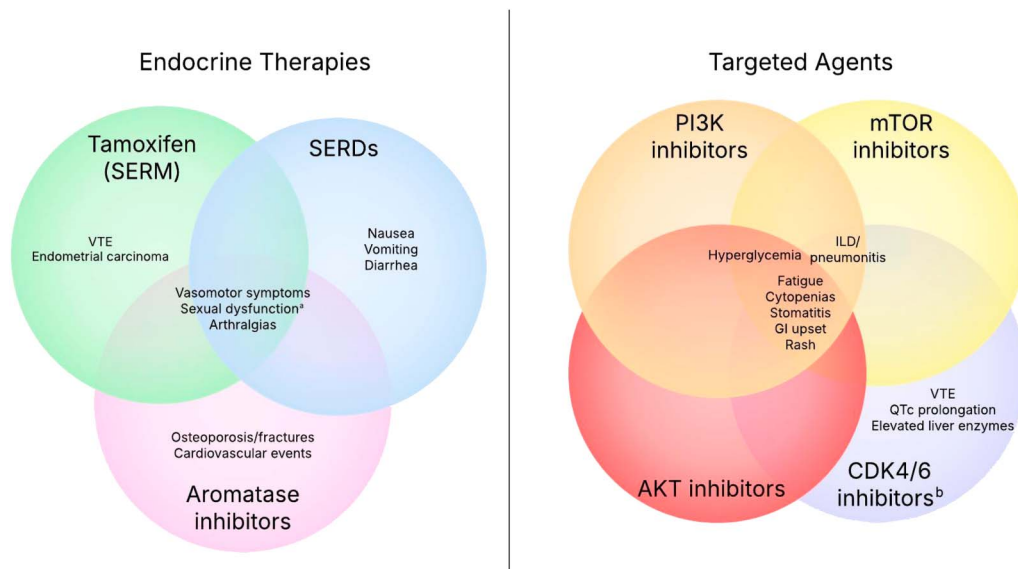 Endocrine Therapies
Tamoxifen
(SERM)
SERDs
VTE
Endometrial carcinoma
Nausea
Vomiting
Diarrhea
Vasomotor symptoms
Sexual dysfunctionᵃ
Arthralgias
Osteoporosis/fractures
Cardiovascular events
Aromatase
inhibitors
Targeted Agents
PI3K
inhibitors
mTOR
inhibitors
Hyperglycemia
ILD/
pneumonitis
Fatigue
Cytopenias
Stomatitis
GI upset
Rash
VTE
QTc prolongation
Elevated liver enzymes
AKT inhibitors
CDK4/6
inhibitorsᵇ